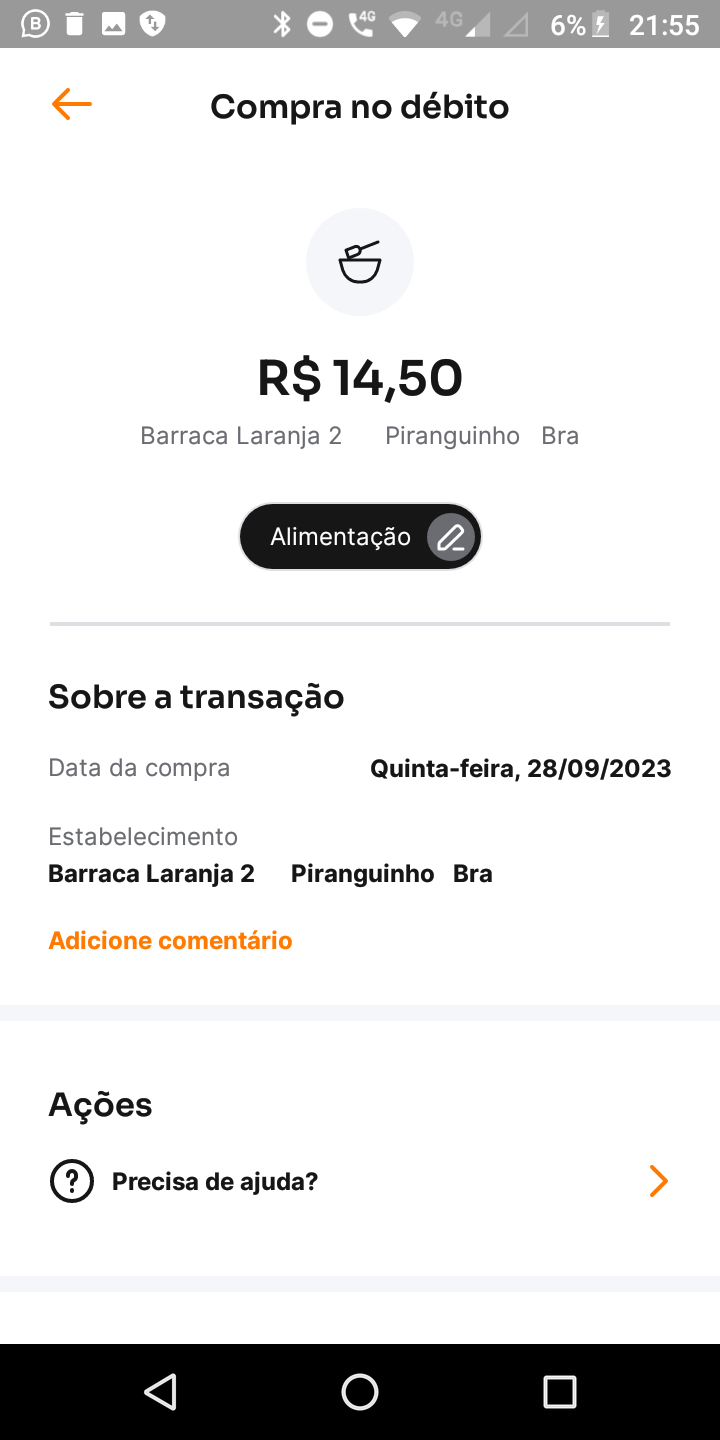 4G 4G 6% 21:55
Compra no débito
R$ 14,50
Barraca Laranja 2 Piranguinho Bra
Alimentação
Sobre a transação
Data da compra Quinta-feira, 28/09/2023
Estabelecimento
Barraca Laranja 2 Piranguinho Bra
Adicione comentário
Ações
Precisa de ajuda?